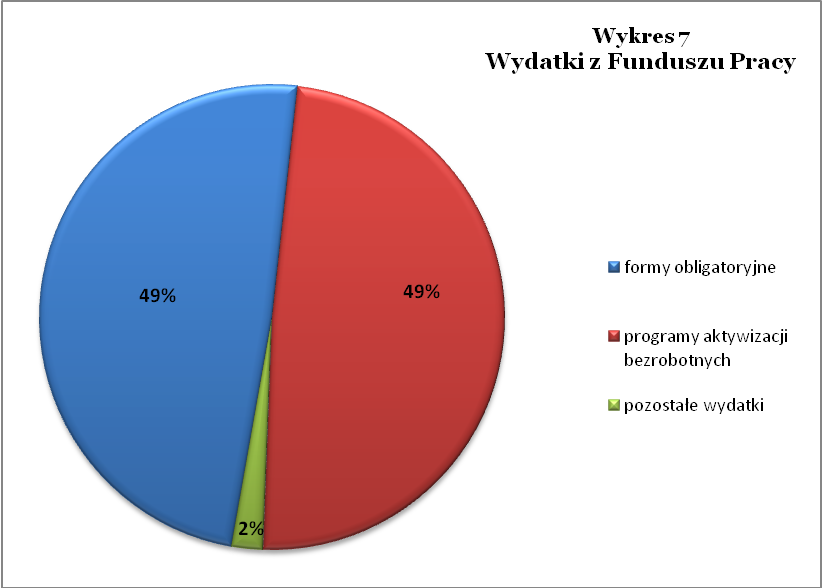 Wykres 7
Wydatki z Funduszu Pracy
49%
49%
2%
formy obligatoryjne
programy aktywizacji
bezrobotnych
pozostałe wydatki